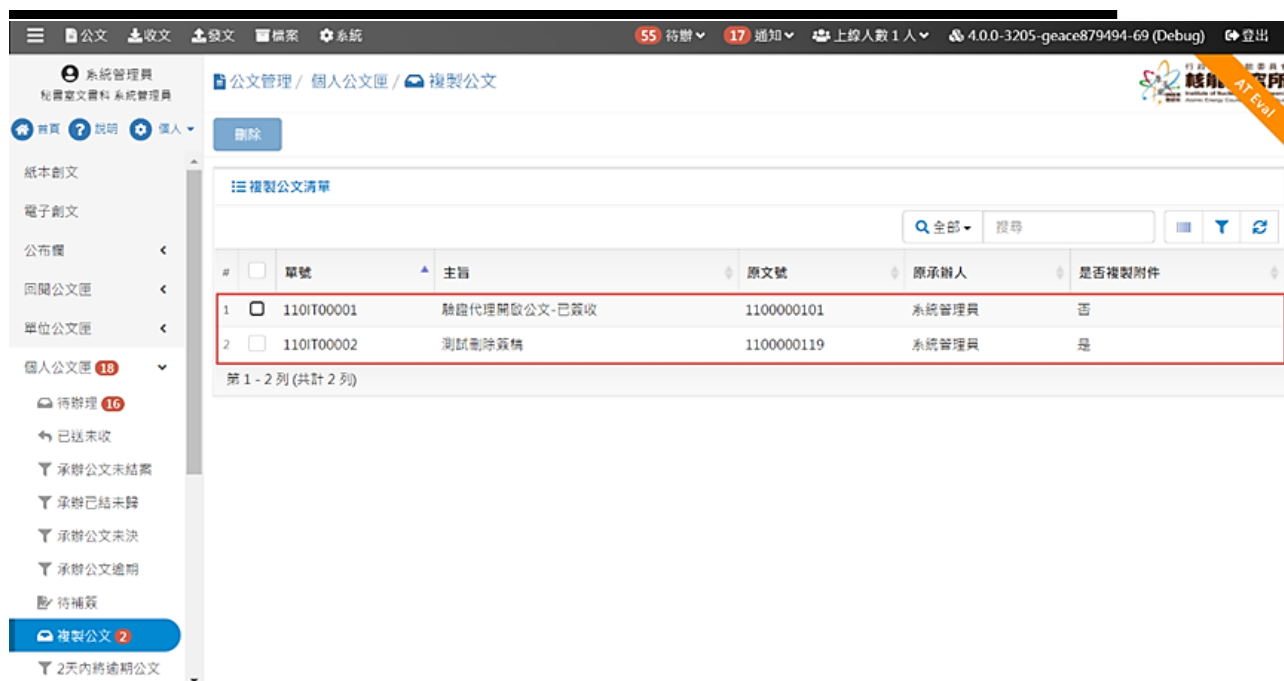 公文 收文 發文 檔案 系統 55 待辦 17 通知 上線人數 1 人 4.0.0-3205-geace879494-69 (Debug) 登出
系統管理員
秘書室文書科 系統管理員
首頁 說明 個人
公文管理 / 個人公文匣 / 複製公文
AT Eval
刪除
紙本創文
電子創文
公布欄
回閱公文匣
單位公文匣
個人公文匣 18
待辦理 16
已送未收
承辦公文未結案
承辦已結未歸
承辦公文未決
承辦公文逾期
待補簽
複製公文 2
2天內將逾期公文
複製公文清單
全部 搜尋
# 單號 主旨 原文號 原承辦人 是否複製附件
1 110IT00001 驗證代理開啟公文-已簽收 1100000101 系統管理員 否
2 110IT00002 測試刪除簽稿 1100000119 系統管理員 是
第 1 - 2 列 (共計 2 列)